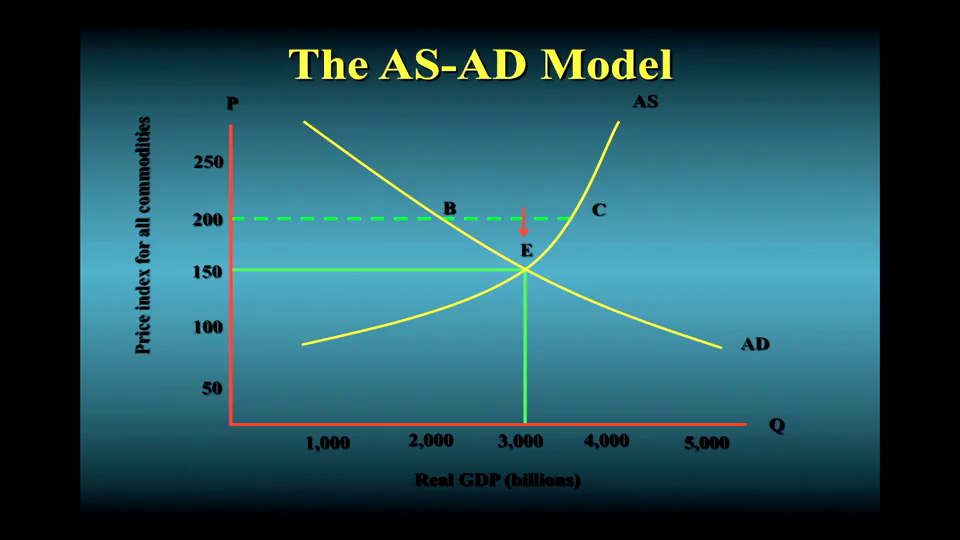 The AS-AD Model
P
AS
Price index for all commodities
250
200
150
100
50
B
C
E
AD
Q
1,000
2,000
3,000
4,000
5,000
Real GDP (billions)